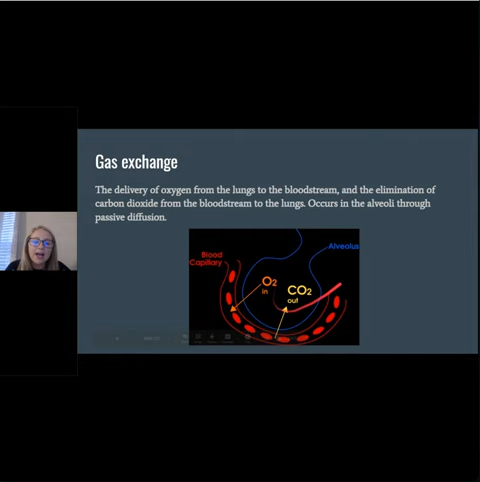 Gas exchange
The delivery of oxygen from the lungs to the bloodstream, and the elimination of
carbon dioxide from the bloodstream to the lungs. Occurs in the alveoli through
passive diffusion.
Blood
Capillary
Alveolus
O2
in
CO2
out